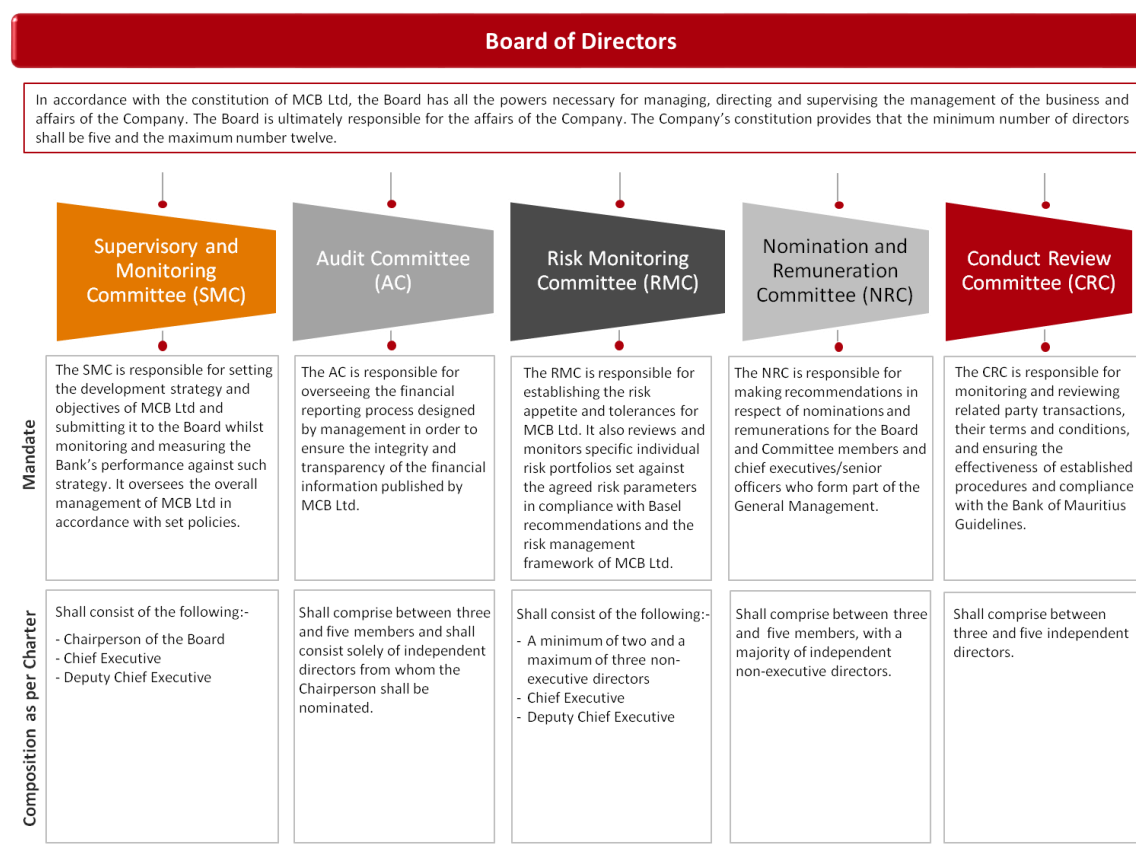 Board of Directors
In accordance with the constitution of MCB Ltd, the Board has all the powers necessary for managing, directing and supervising the management of the business and
affairs of the Company. The Board is ultimately responsible for the affairs of the Company. The Company's constitution provides that the minimum number of directors
shall be five and the maximum number twelve.
Supervisory and
Monitoring
Committee (SMC)
Audit Committee
(AC)
Risk Monitoring
Committee (RMC)
Nomination and
Remuneration
Committee (NRC)
Conduct Review
Committee (CRC)
Mandate
The SMC is responsible for setting
the development strategy and
objectives of MCB Ltd and
submitting it to the Board whilst
monitoring and measuring the
Bank's performance against such
strategy. It oversees the overall
management of MCB Ltd in
accordance with set policies.
The AC is responsible for
overseeing the financial
reporting process designed
by management in order to
ensure the integrity and
transparency of the financial
information published by
MCB Ltd.
The RMC is responsible for
establishing the risk
appetite and tolerances for
MCB Ltd. It also reviews and
monitors specific individual
risk portfolios set against
the agreed risk parameters
in compliance with Basel
recommendations and the
risk management
framework of MCB Ltd.
The NRC is responsible for
making recommendations in
respect of nominations and
remunerations for the Board
and Committee members and
chief executives/senior
officers who form part of the
General Management.
The CRC is responsible for
monitoring and reviewing
related party transactions,
their terms and conditions,
and ensuring the
effectiveness of established
procedures and compliance
with the Bank of Mauritius
Guidelines.
Composition as per Charter
Shall consist of the following:-
- Chairperson of the Board
- Chief Executive
- Deputy Chief Executive
Shall comprise between three
and five members and shall
consist solely of independent
directors from whom the
Chairperson shall be
nominated.
Shall consist of the following:-
- A minimum of two and a
maximum of three non-
executive directors
- Chief Executive
- Deputy Chief Executive
Shall comprise between three
and five members, with a
majority of independent
non-executive directors.
Shall comprise between
three and five independent
directors.